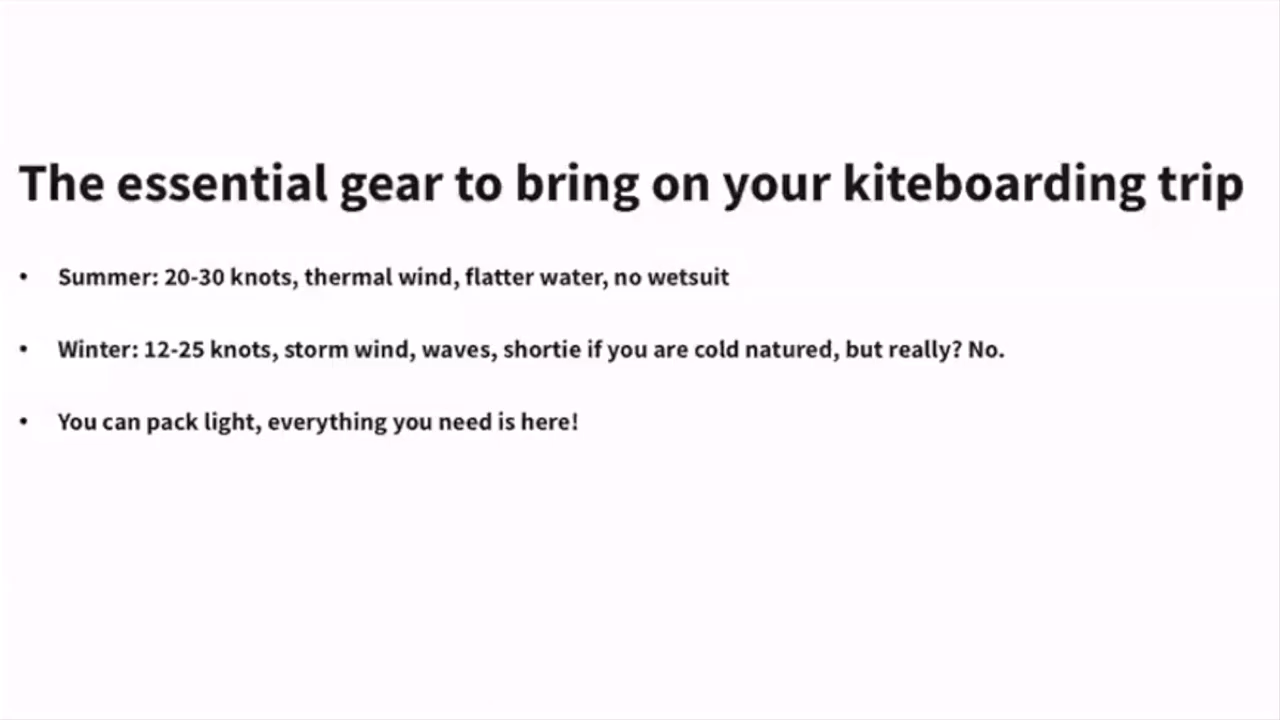 The essential gear to bring on your kiteboarding trip
• Summer: 20-30 knots, thermal wind, flatter water, no wetsuit
• Winter: 12-25 knots, storm wind, waves, shortie if you are cold natured, but really? No.
• You can pack light, everything you need is here!